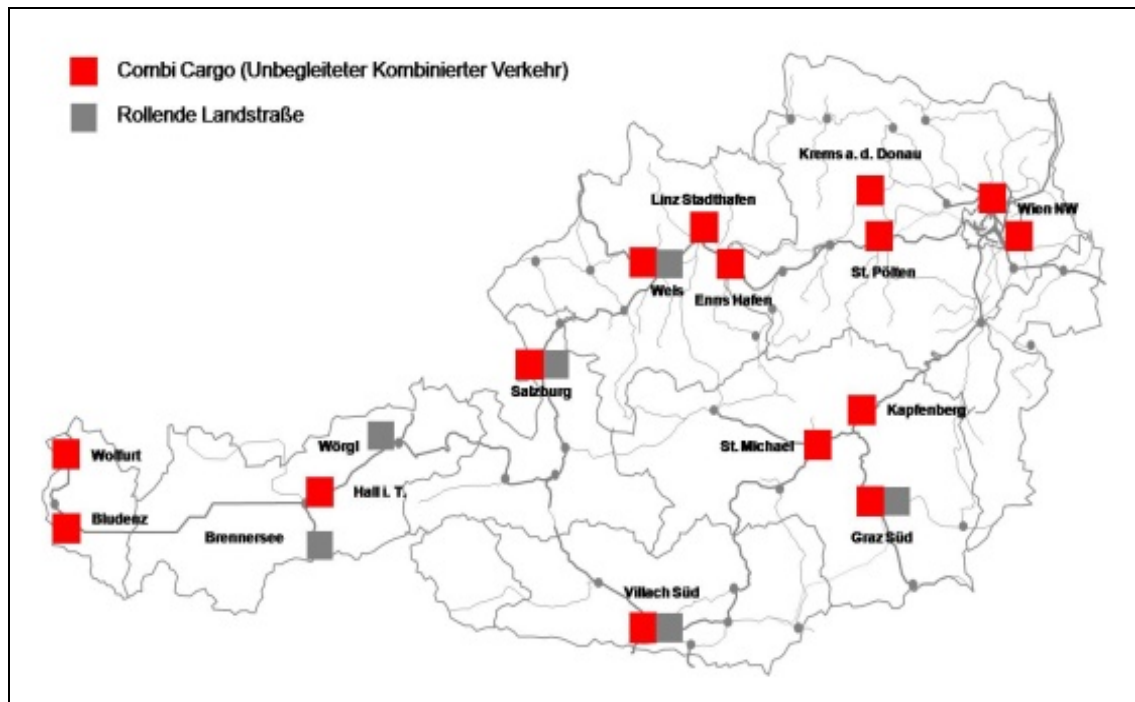 Combi Cargo (Unbegleiteter Kombinierter Verkehr)
Rollende Landstraße
Krems a. d. Donau
Linz Stadthafen
Wien NW
Wels
Enns Hafen
St. Pölten
Salzburg
Kapfenberg
Wörgl
St. Michael
Wolfurt
Hall i. T.
Bludenz
Brennersee
Graz Süd
Villach Süd